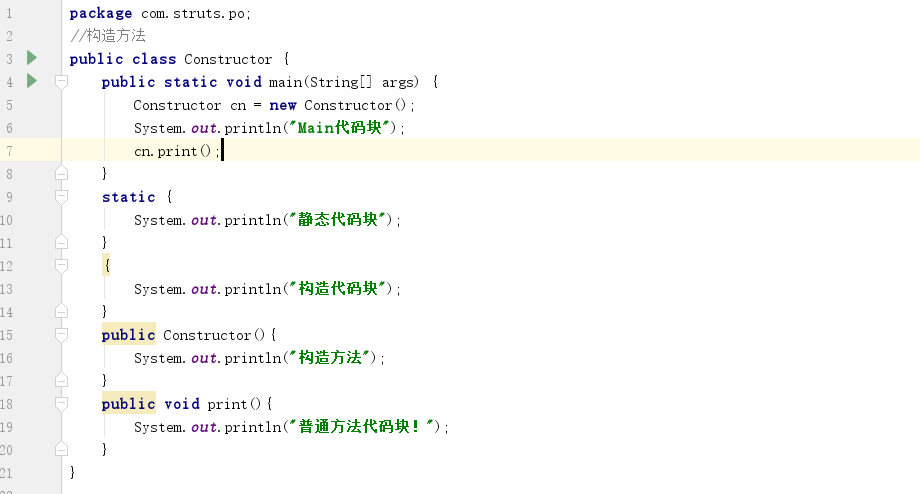 1 package com.struts.po;
2 //构造方法
3 public class Constructor {
4 public static void main(String[] args) {
5 Constructor cn = new Constructor();
6 System.out.println("Main代码块");
7 cn.print();
8 }
9 static {
10 System.out.println("静态代码块");
11 }
12 {
13 System.out.println("构造代码块");
14 }
15 public Constructor(){
16 System.out.println("构造方法");
17 }
18 public void print(){
19 System.out.println("普通方法代码块！");
20 }
21 }